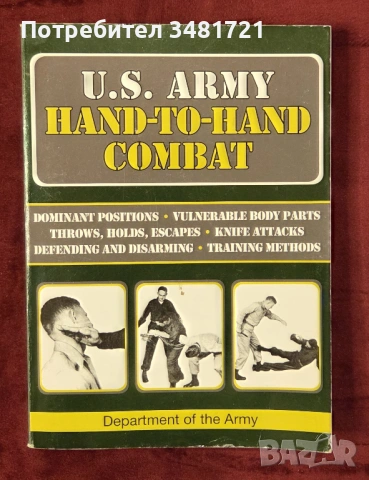 Потребител 3481751
U.S. ARMY
HAND-TO-HAND
COMBAT
DOMINANT POSITIONS • VULNERABLE BODY PARTS
THROWS, HOLDS, ESCAPES • KNIFE ATTACKS
DEFENDING AND DISARMING • TRAINING METHODS
Department of the Army
BAZAR